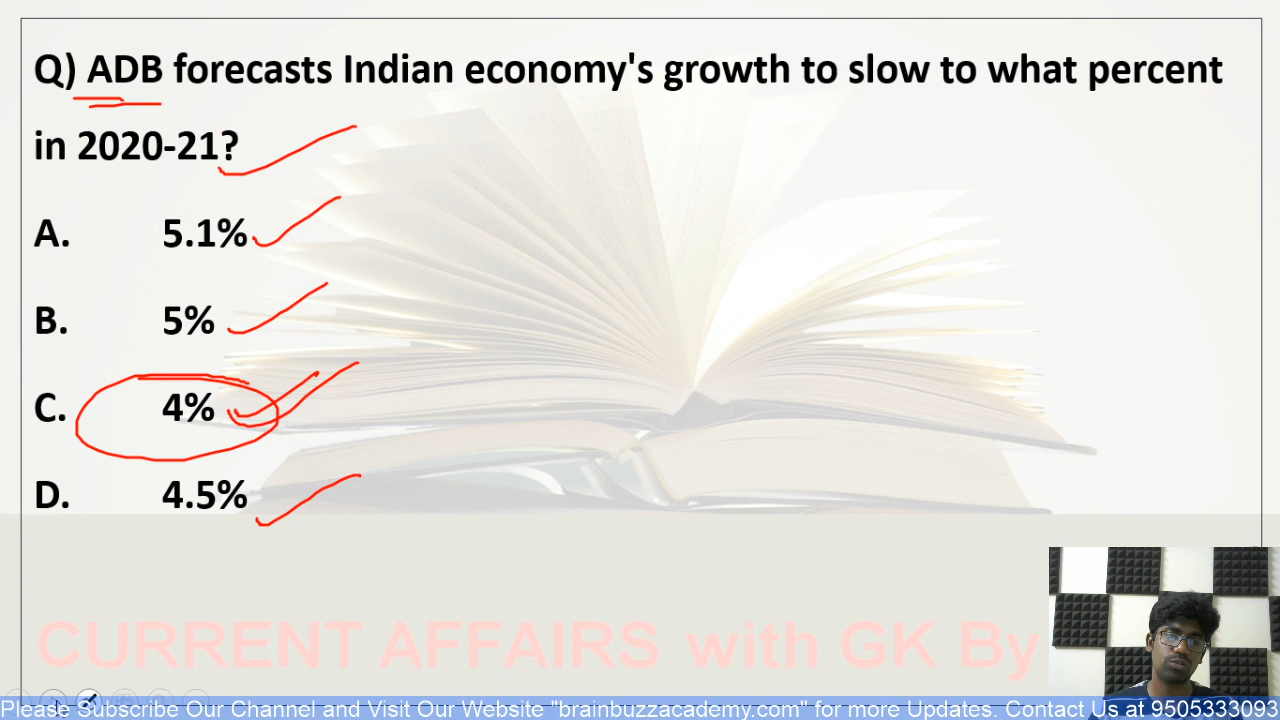 Q) ADB forecasts Indian economy's growth to slow to what percent
in 2020-21?
A. 5.1%
B. 5%
C. 4%
D. 4.5%
CURRENT AFFAIRS with GK By
Please Subscribe Our Channel and Visit Our Website "brainbuzzacademy.com" for more Updates. Contact Us at 9505333093